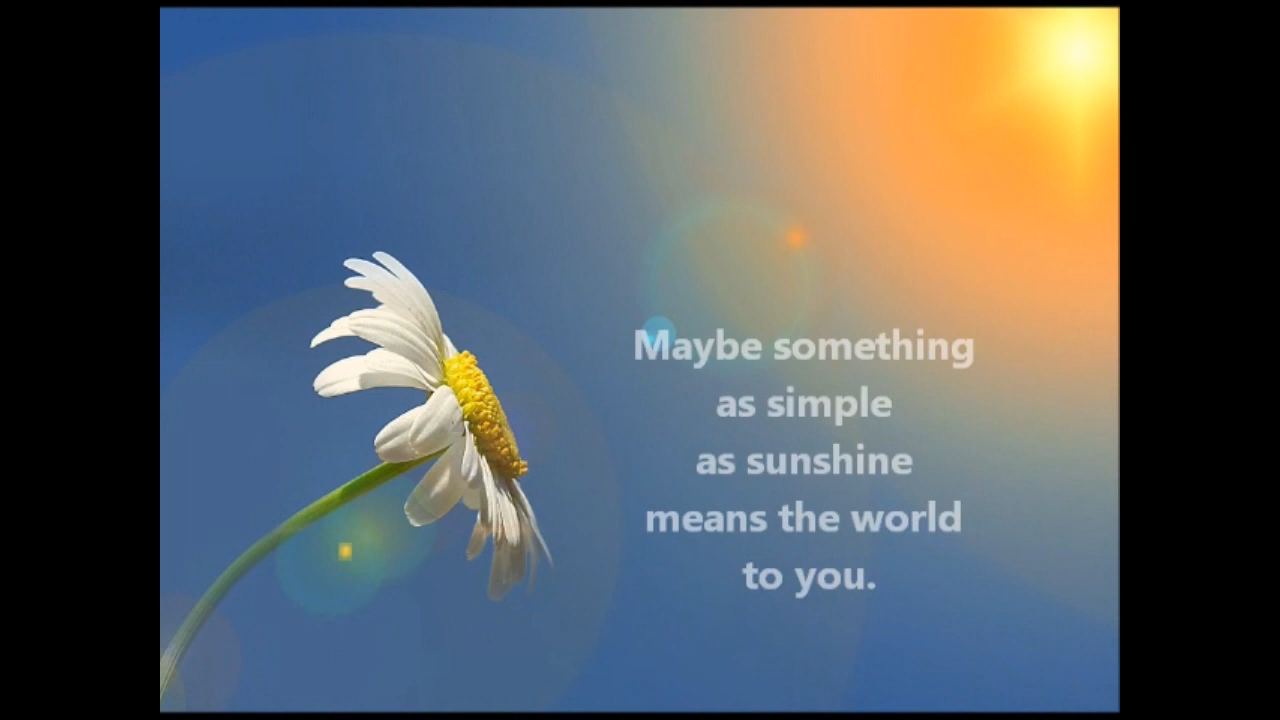 Maybe something
as simple
as sunshine
means the world
to you.